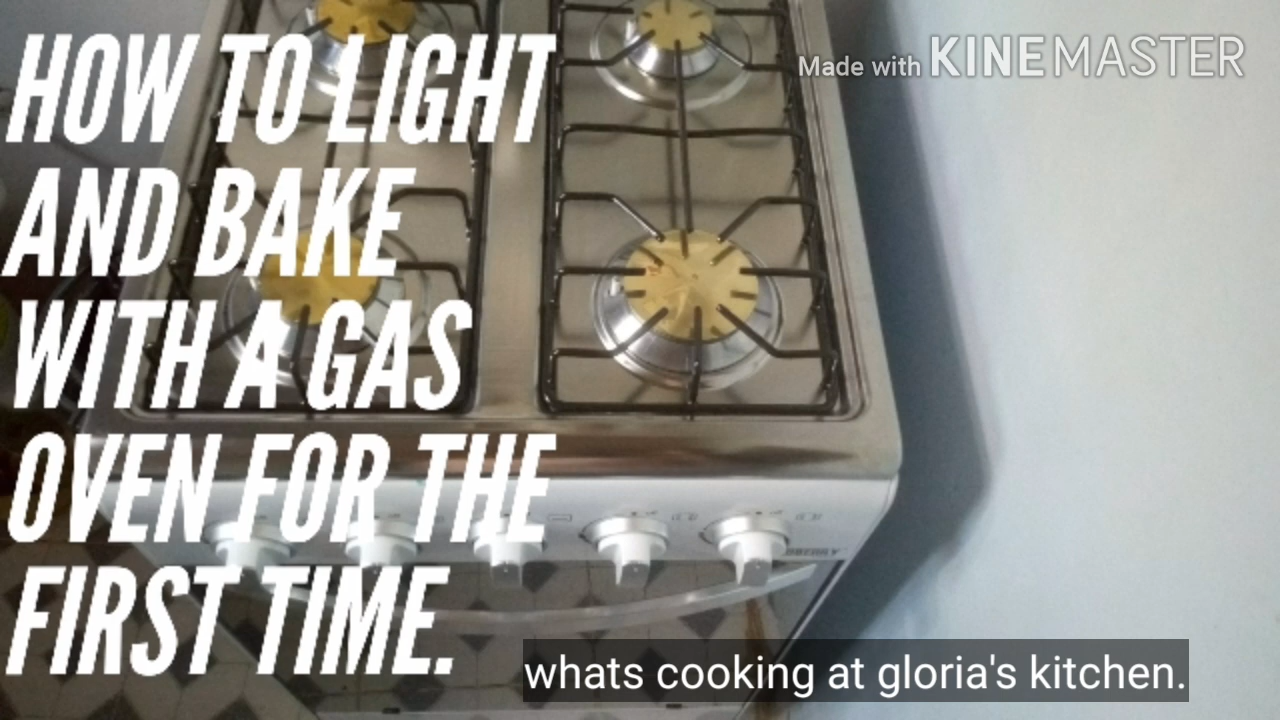 HOW TO LIGHT
AND BAKE
WITH A GAS
OVEN FOR THE
FIRST TIME.
Made with KINEMASTER
whats cooking at gloria's kitchen.